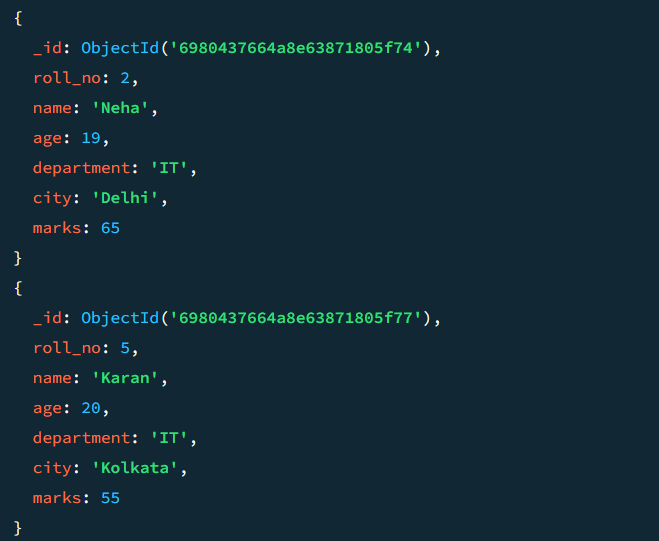 {
  _id: ObjectId('6980437664a8e63871805f74'),
  roll_no: 2,
  name: 'Neha',
  age: 19,
  department: 'IT',
  city: 'Delhi',
  marks: 65
}
{
  _id: ObjectId('6980437664a8e63871805f77'),
  roll_no: 5,
  name: 'Karan',
  age: 20,
  department: 'IT',
  city: 'Kolkata',
  marks: 55
}